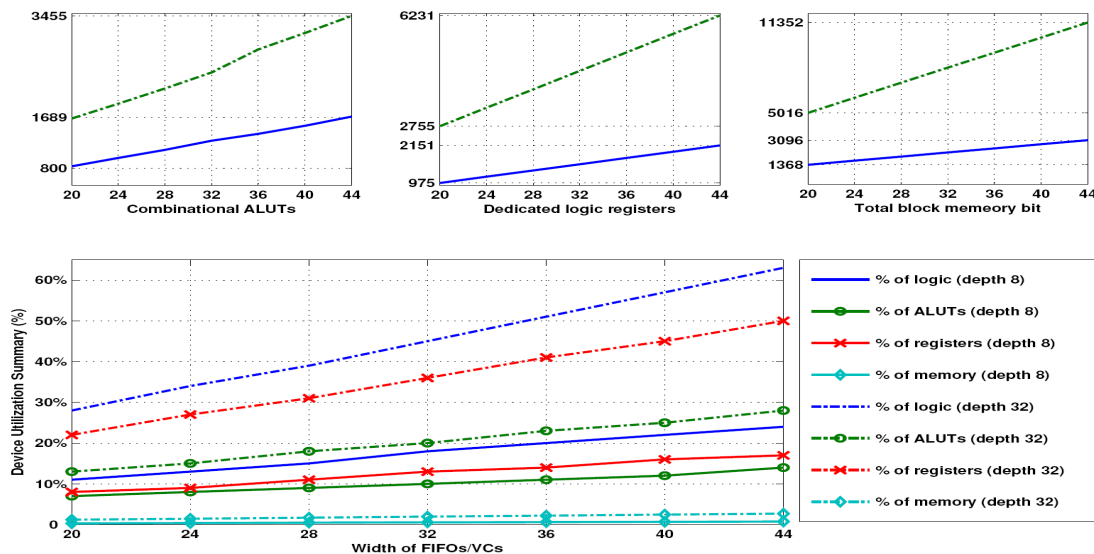 3455
1689
800
20 24 28 32 36 40 44
Combinational ALUTs
6231
2755
2151
975
20 24 28 32 36 40 44
Dedicated logic registers
11352
5016
3096
1368
20 24 28 32 36 40 44
Total block memeory bit
Device Utilization Summary (%)
60%
50%
40%
30%
20%
10%
0
20 24 28 32 36 40 44
Width of FIFOs/VCs
% of logic (depth 8)
% of ALUTs (depth 8)
% of registers (depth 8)
% of memory (depth 8)
% of logic (depth 32)
% of ALUTs (depth 32)
% of registers (depth 32)
% of memory (depth 32)